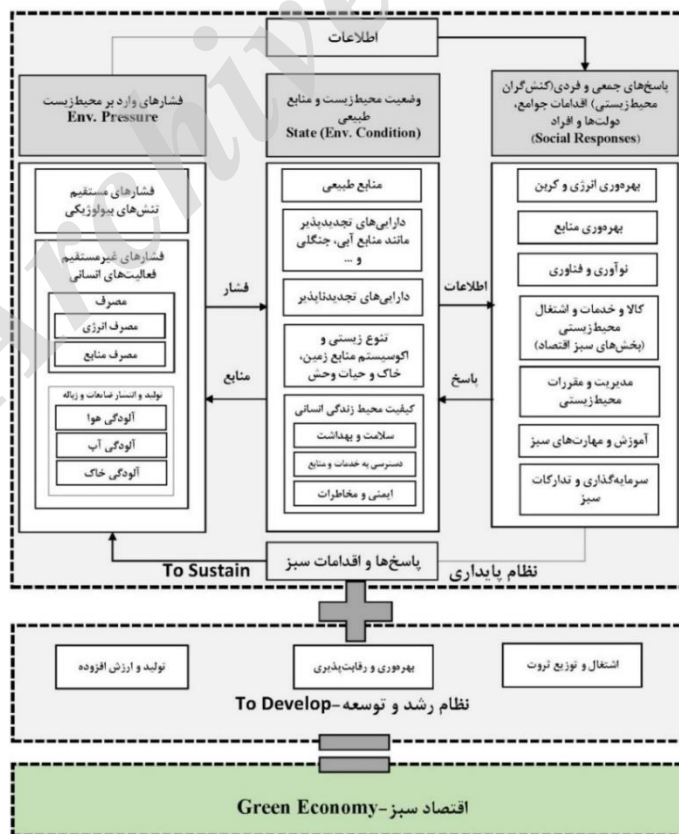 Archive
اطلاعات
فشارهای وارد بر محیط‌زیست
Env. Pressure
وضعیت محیط‌زیست و منابع
طبیعی
State (Env. Condition)
پاسخ‌های جمعی و فردی(کنش‌گران
محیط‌زیستی) اقدامات جوامع،
دولت‌ها و افراد
(Social Responses)
فشارهای مستقیم
تنش‌های بیولوژیکی
فشارهای غیرمستقیم
فعالیت‌های انسانی
مصرف
مصرف انرژی
مصرف منابع
تولید و انتشار ضایعات و زباله
آلودگی هوا
آلودگی آب
آلودگی خاک
فشار
منابع
منابع طبیعی
دارایی‌های تجدیدپذیر
مانند منابع آبی، جنگلی
و ...
دارایی‌های تجدیدناپذیر
تنوع زیستی و
اکوسیستم منابع زمین،
خاک و حیات وحش
کیفیت محیط زندگی انسانی
سلامت و بهداشت
دسترسی به خدمات و منابع
ایمنی و مخاطرات
اطلاعات
پاسخ
بهره‌وری انرژی و کربن
بهره‌وری منابع
نوآوری و فناوری
کالا و خدمات و اشتغال
محیط‌زیستی
(بخش‌های سبز اقتصاد)
مدیریت و مقررات
محیط‌زیستی
آموزش و مهارت‌های سبز
سرمایه‌گذاری و تدارکات
سبز
To Sustain
پاسخ‌ها و اقدامات سبز
نظام پایداری
تولید و ارزش افزوده
بهره‌وری و رقابت‌پذیری
اشتغال و توزیع ثروت
نظام رشد و توسعه-To Develop
اقتصاد سبز-Green Economy